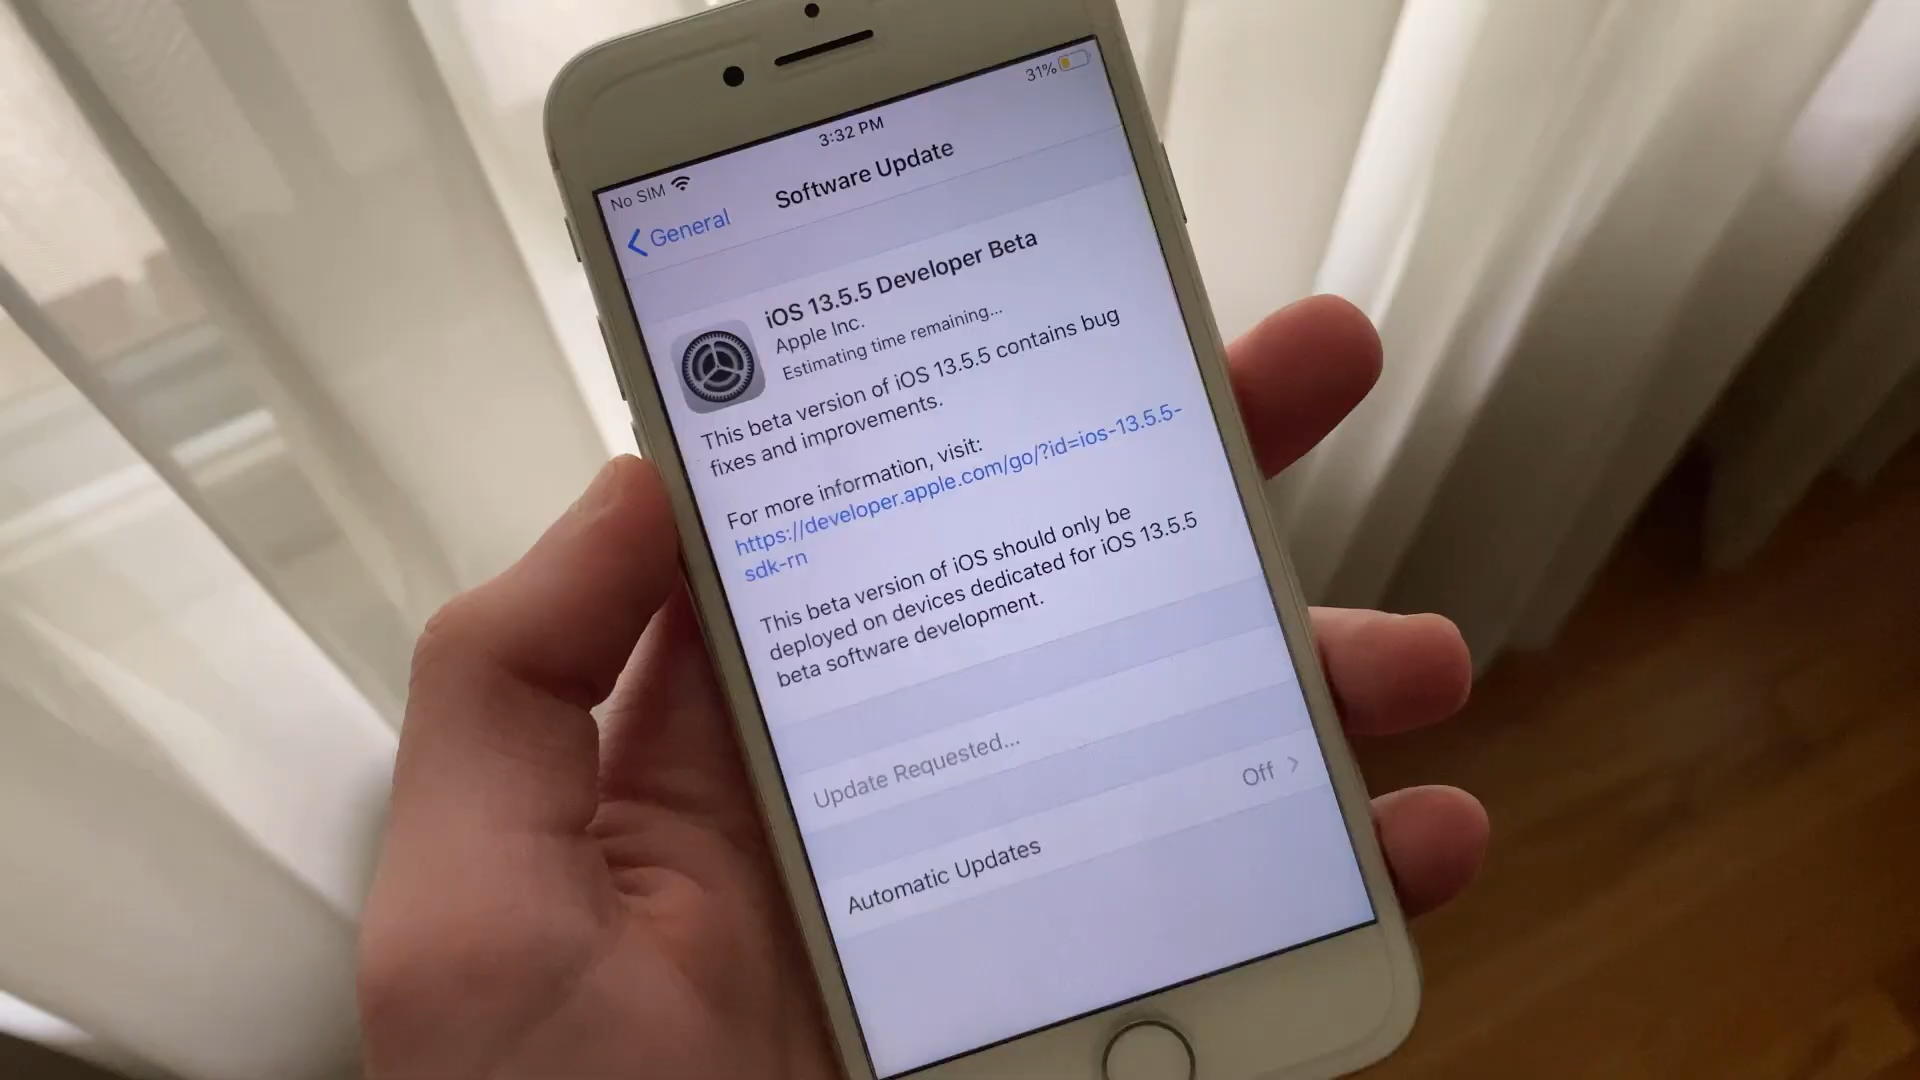 31%
3:32 PM
No SIM
General
Software Update
iOS 13.5.5 Developer Beta
Apple Inc.
Estimating time remaining...
This beta version of iOS 13.5.5 contains bug
fixes and improvements.
For more information, visit:
https://developer.apple.com/go/?id=ios-13.5.5-
sdk-rn
This beta version of iOS should only be
deployed on devices dedicated for iOS 13.5.5
beta software development.
Update Requested...
Automatic Updates
Off